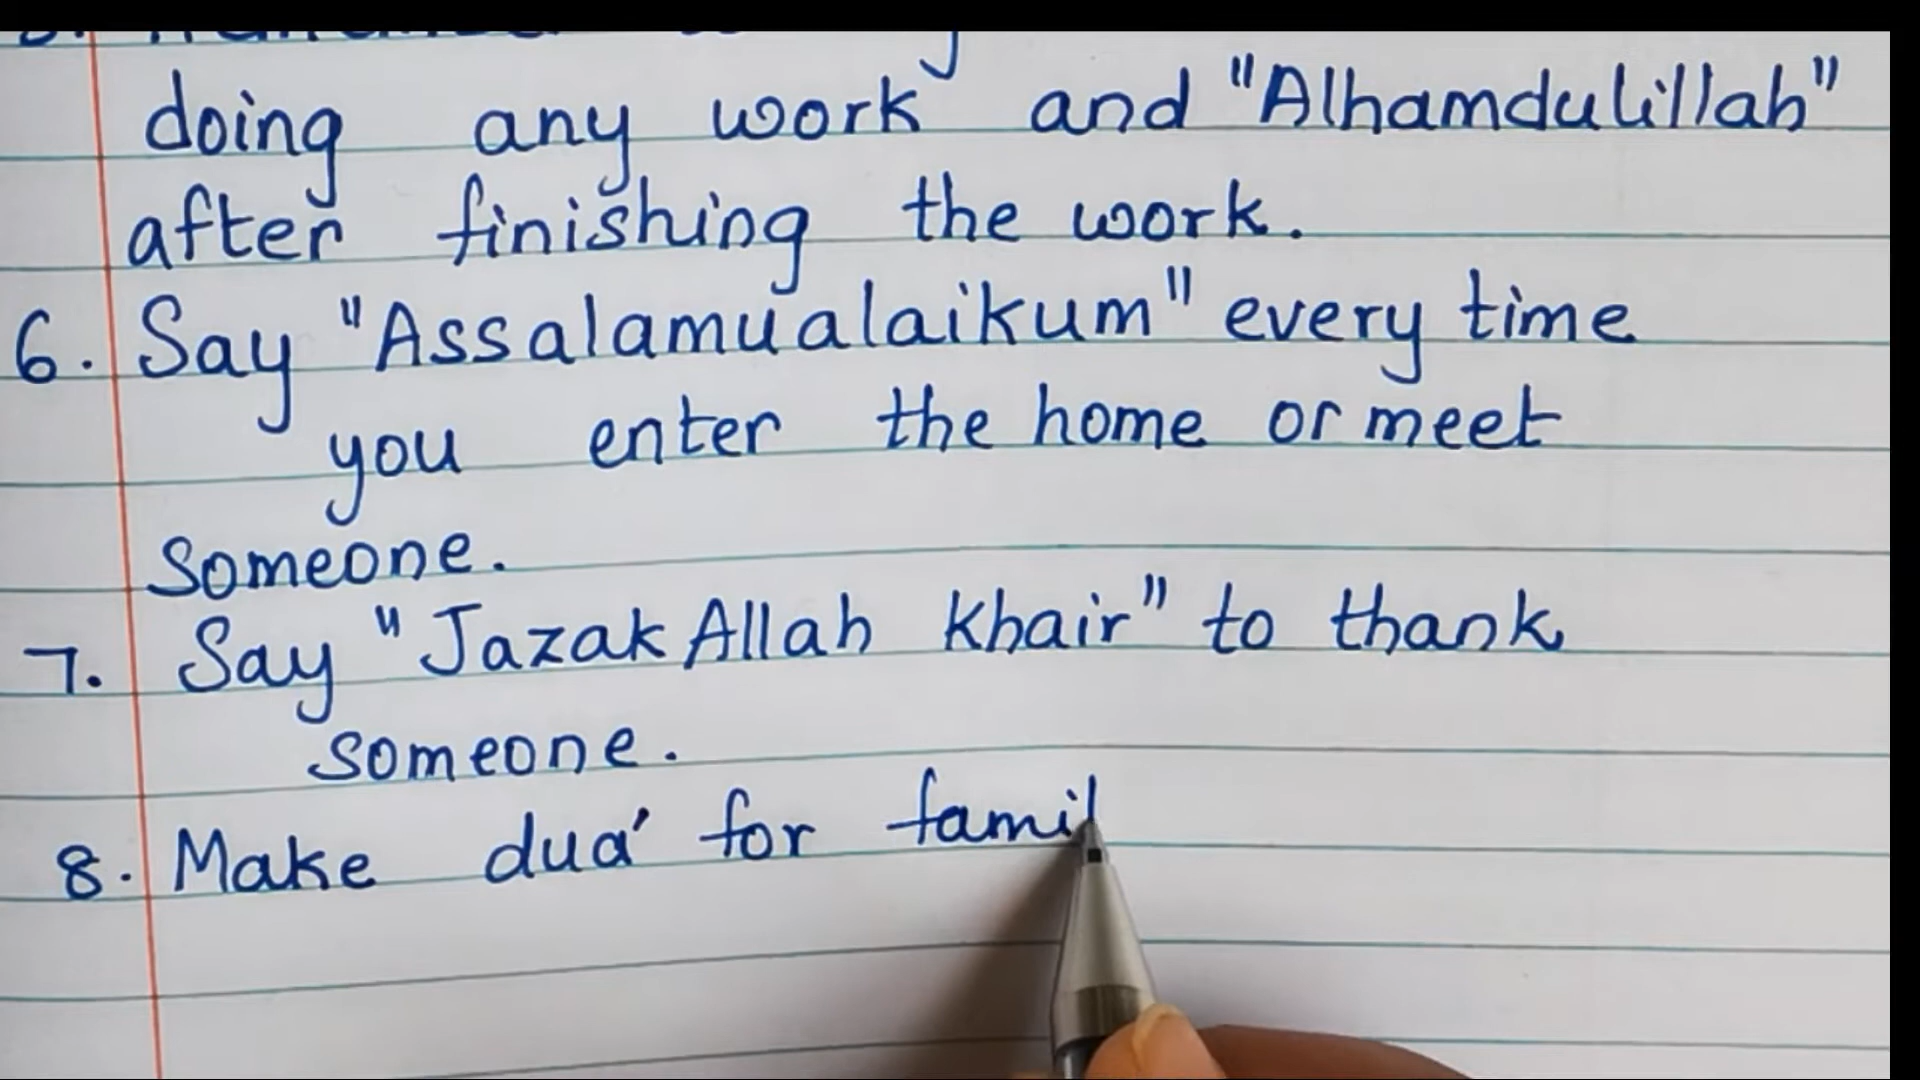 doing any work and "Alhamdulillah"
after finishing the work.
6. Say "Assalamualaikum" every time
you enter the home or meet
someone.
7. Say "Jazak Allah Khair" to thank
someone.
8. Make dua' for famil